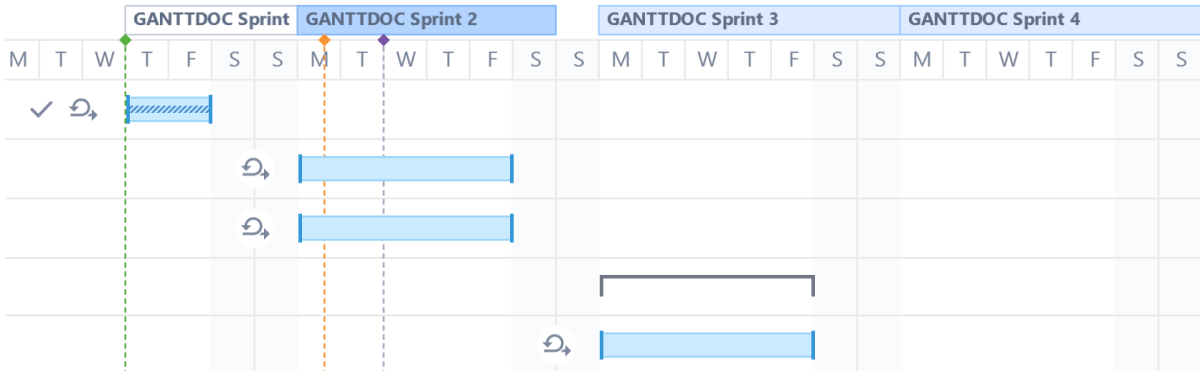 GANTTDOC Sprint GANTTDOC Sprint 2 GANTTDOC Sprint 3 GANTTDOC Sprint 4
M T W T F S S M T W T F S S M T W T F S S M T W T F S S